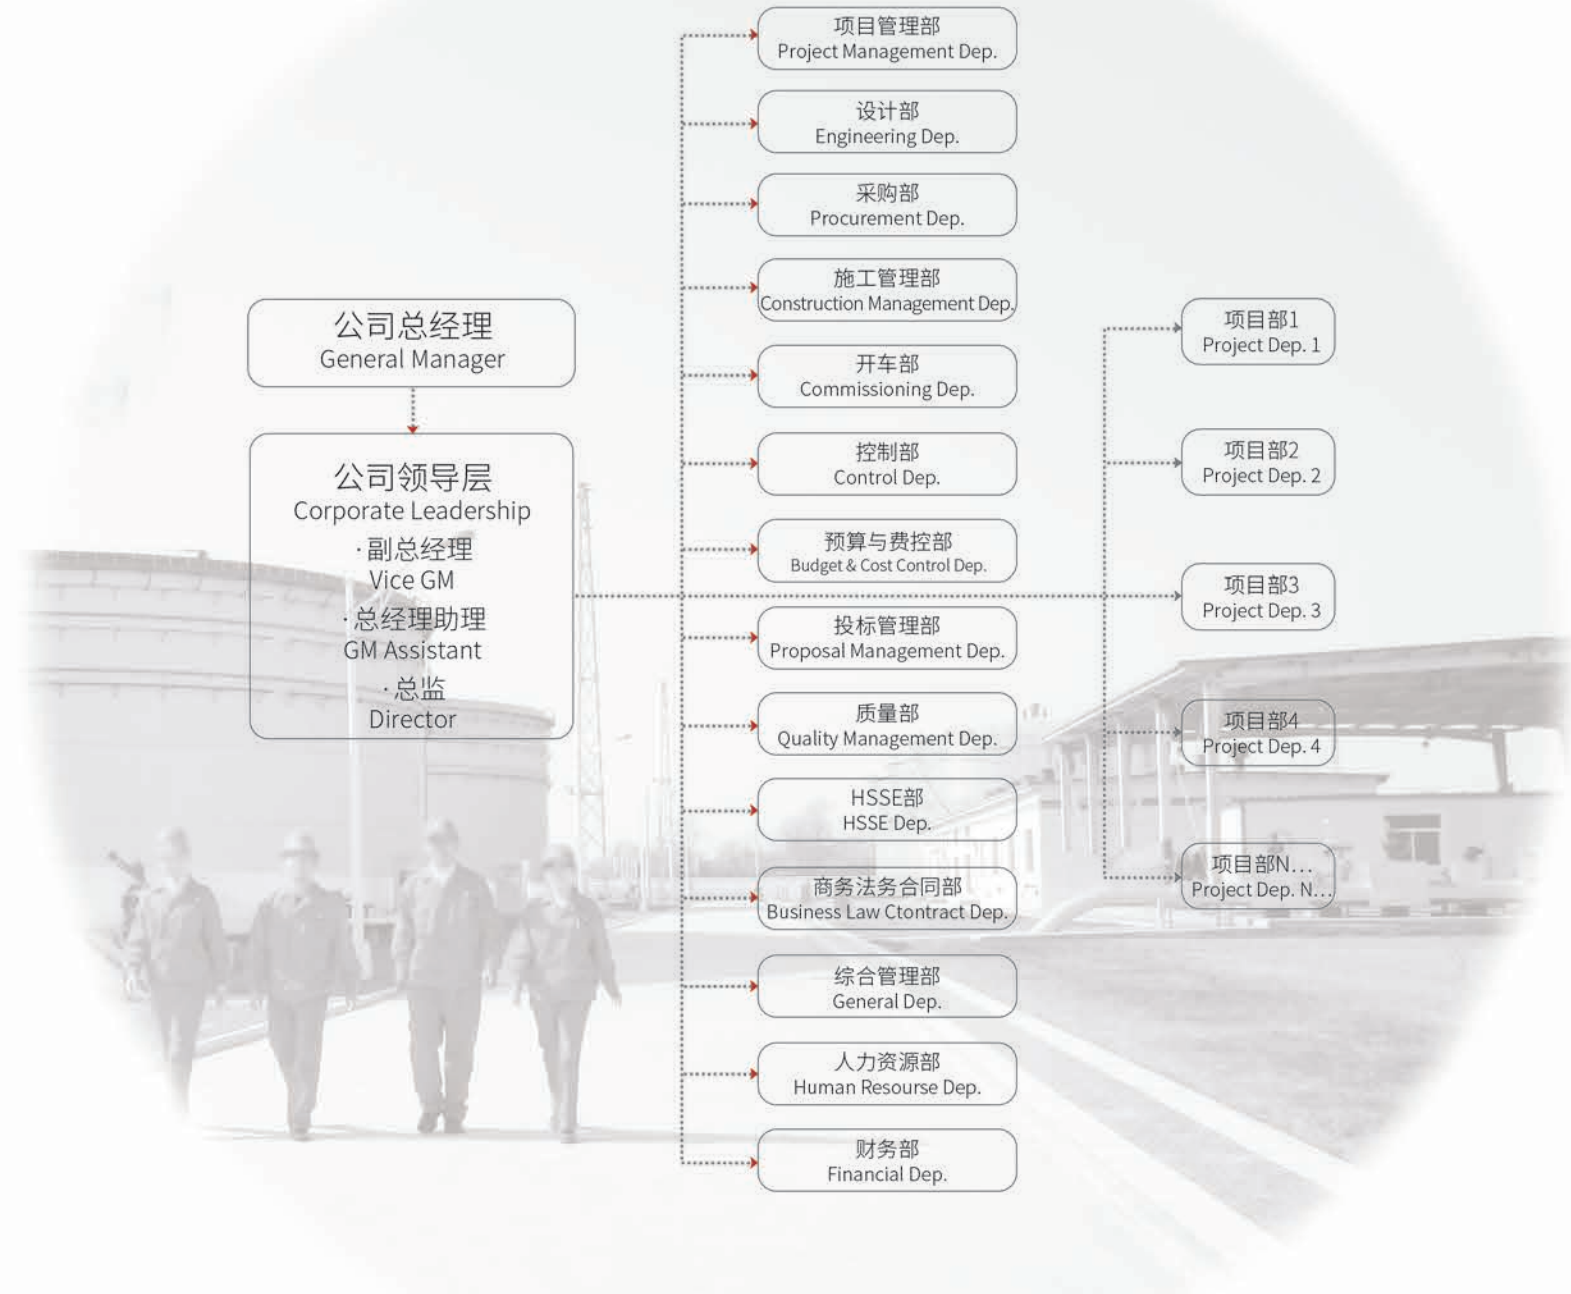 公司总经理
General Manager
公司领导层
Corporate Leadership
·副总经理
Vice GM
·总经理助理
GM Assistant
·总监
Director
项目管理部
Project Management Dep.
设计部
Engineering Dep.
采购部
Procurement Dep.
施工管理部
Construction Management Dep.
开车部
Commissioning Dep.
控制部
Control Dep.
预算与费控部
Budget & Cost Control Dep.
投标管理部
Proposal Management Dep.
质量部
Quality Management Dep.
HSSE部
HSSE Dep.
商务法务合同部
Business Law Ctontract Dep.
综合管理部
General Dep.
人力资源部
Human Resourse Dep.
财务部
Financial Dep.
项目部1
Project Dep. 1
项目部2
Project Dep. 2
项目部3
Project Dep. 3
项目部4
Project Dep. 4
项目部N...
Project Dep. N...